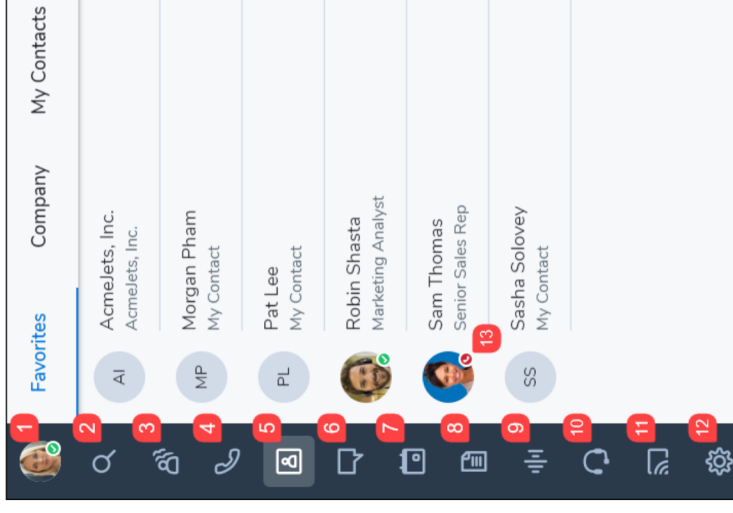 Favorites
Company
My Contacts
AI
AcmeJets, Inc.
AcmeJets, Inc.
MP
Morgan Pham
My Contact
PL
Pat Lee
My Contact
Robin Shasta
Marketing Analyst
Sam Thomas
Senior Sales Rep
SS
Sasha Solovey
My Contact
1
2
3
4
5
6
7
8
9
10
11
12
13